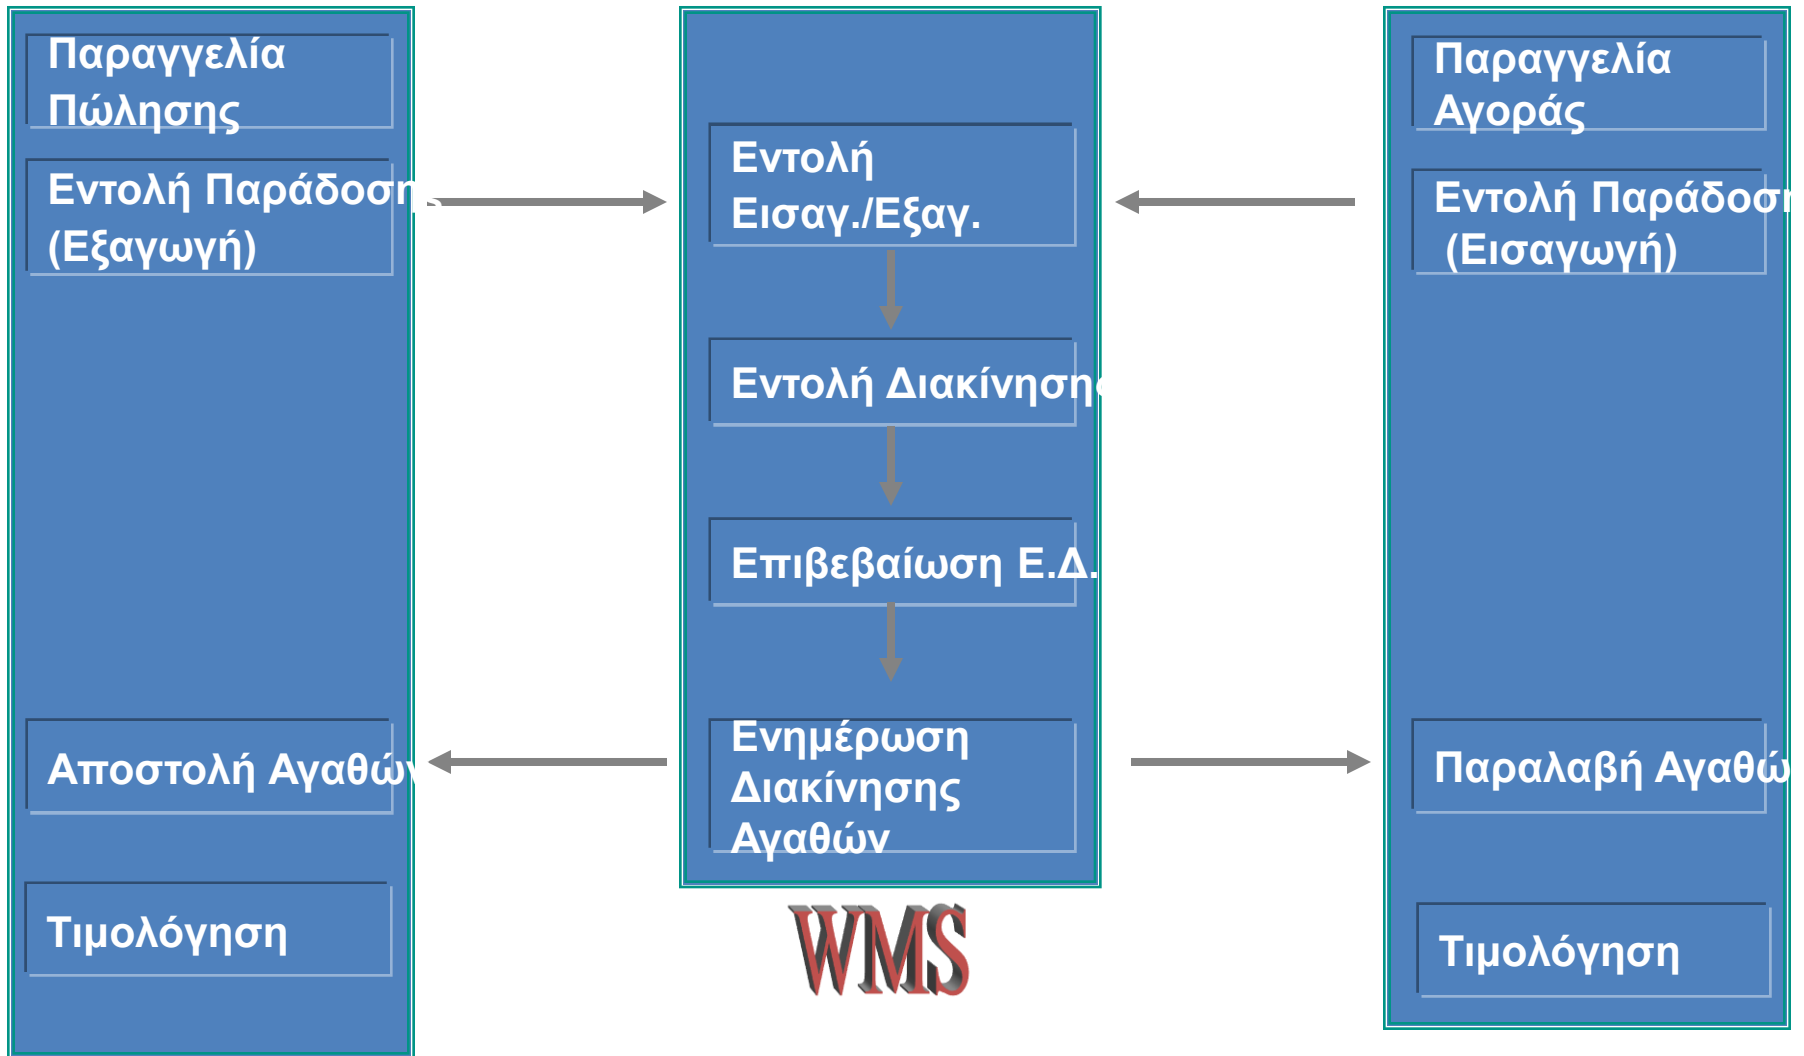 Παραγγελία
Πώλησης
Εντολή Παράδοσης
(Εξαγωγή)
Αποστολή Αγαθών
Τιμολόγηση
Εντολή
Εισαγ./Εξαγ.
Εντολή Διακίνησης
Επιβεβαίωση Ε.Δ.
Ενημέρωση
Διακίνησης
Αγαθών
WMS
Παραγγελία
Αγοράς
Εντολή Παράδοση
(Εισαγωγή)
Παραλαβή Αγαθώ
Τιμολόγηση